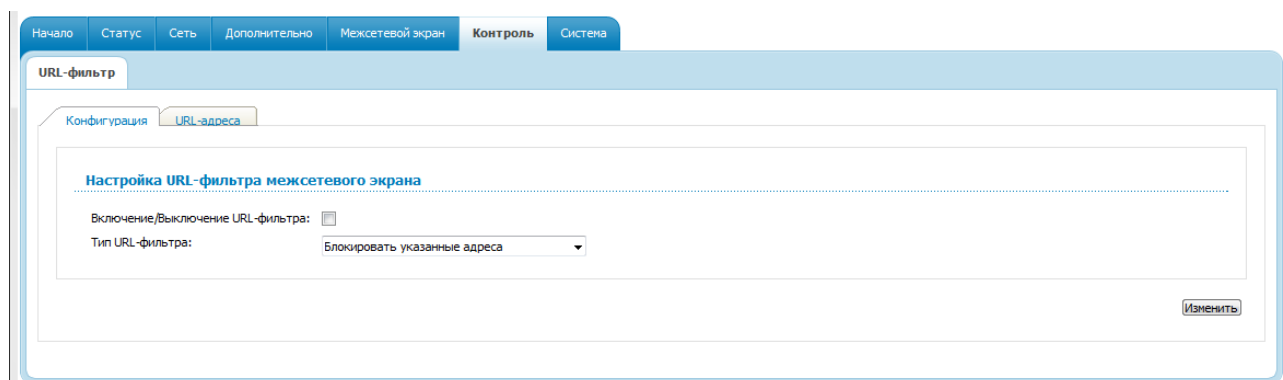 Начало Статус Сеть Дополнительно Межсетевой экран Контроль Система
URL-фильтр
Конфигурация URL-адреса
Настройка URL-фильтра межсетевого экрана
Включение/Выключение URL-фильтра:
Тип URL-фильтра: Блокировать указанные адреса
Изменить